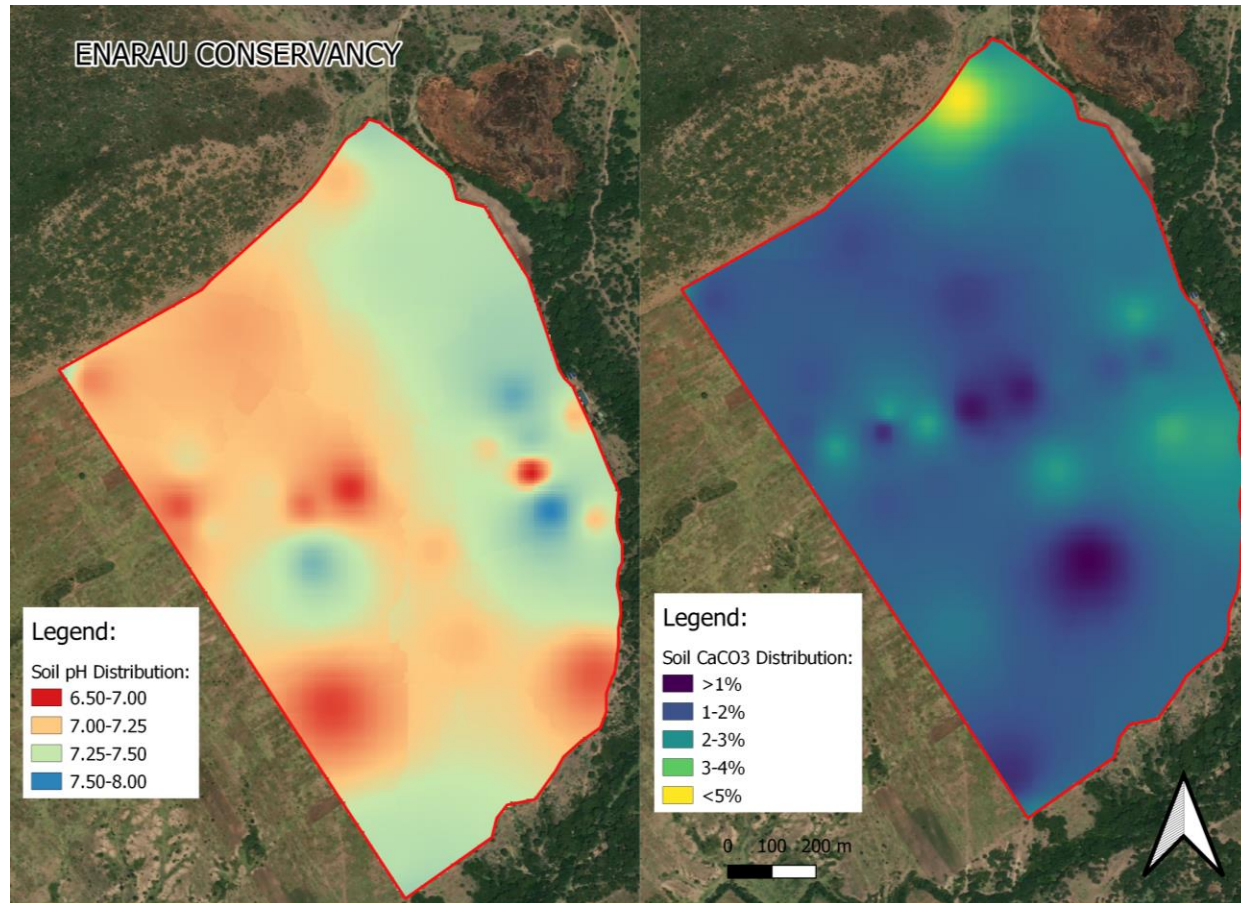 ENARAU CONSERVANCY
Legend:
Soil pH Distribution:
6.50-7.00
7.00-7.25
7.25-7.50
7.50-8.00
Legend:
Soil CaCO3 Distribution:
>1%
1-2%
2-3%
3-4%
<5%
0 100 200 m